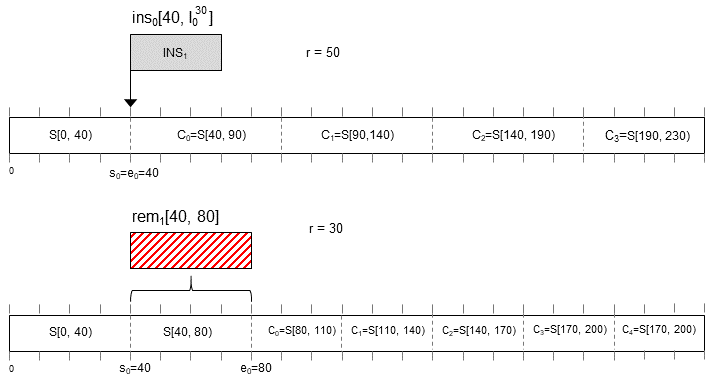 ins₀[40, I₀³⁰]
INS₁
r = 50
S[0, 40)
C₀=S[40, 90)
C₁=S[90,140)
C₂=S[140, 190)
C₃=S[190, 230)
0
s₀=e₀=40
rem₁[40, 80]
r = 30
S[0, 40)
S[40, 80)
C₀=S[80, 110)
C₁=S[110, 140)
C₂=S[140, 170)
C₃=S[170, 200)
C₄=S[170, 200)
0
s₀=40
e₀=80